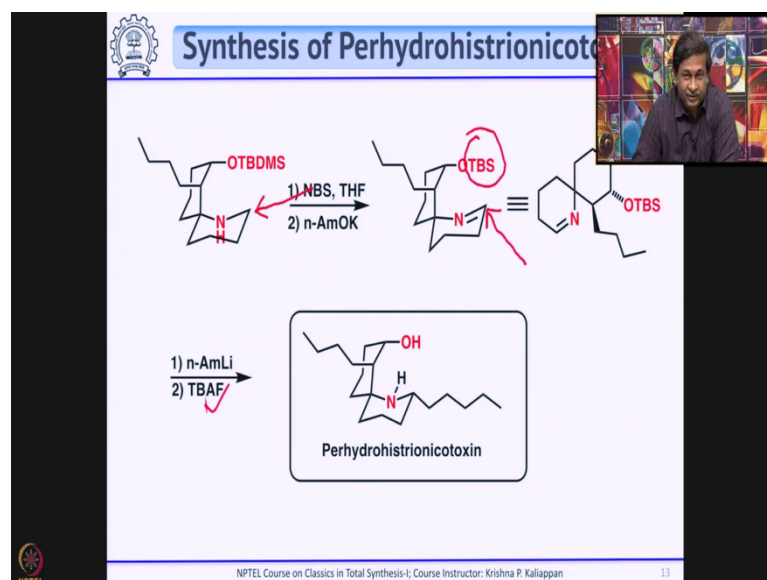 Synthesis of Perhydrohistrionicoto
OTBDMS
N
H
1) NBS, THF
2) n-AmOK
OTBS
N
≡
OTBS
N
1) n-AmLi
2) TBAF
OH
H
N
Perhydrohistrionicotoxin
NPTEL
NPTEL Course on Classics in Total Synthesis-I; Course Instructor: Krishna P. Kaliappan
13